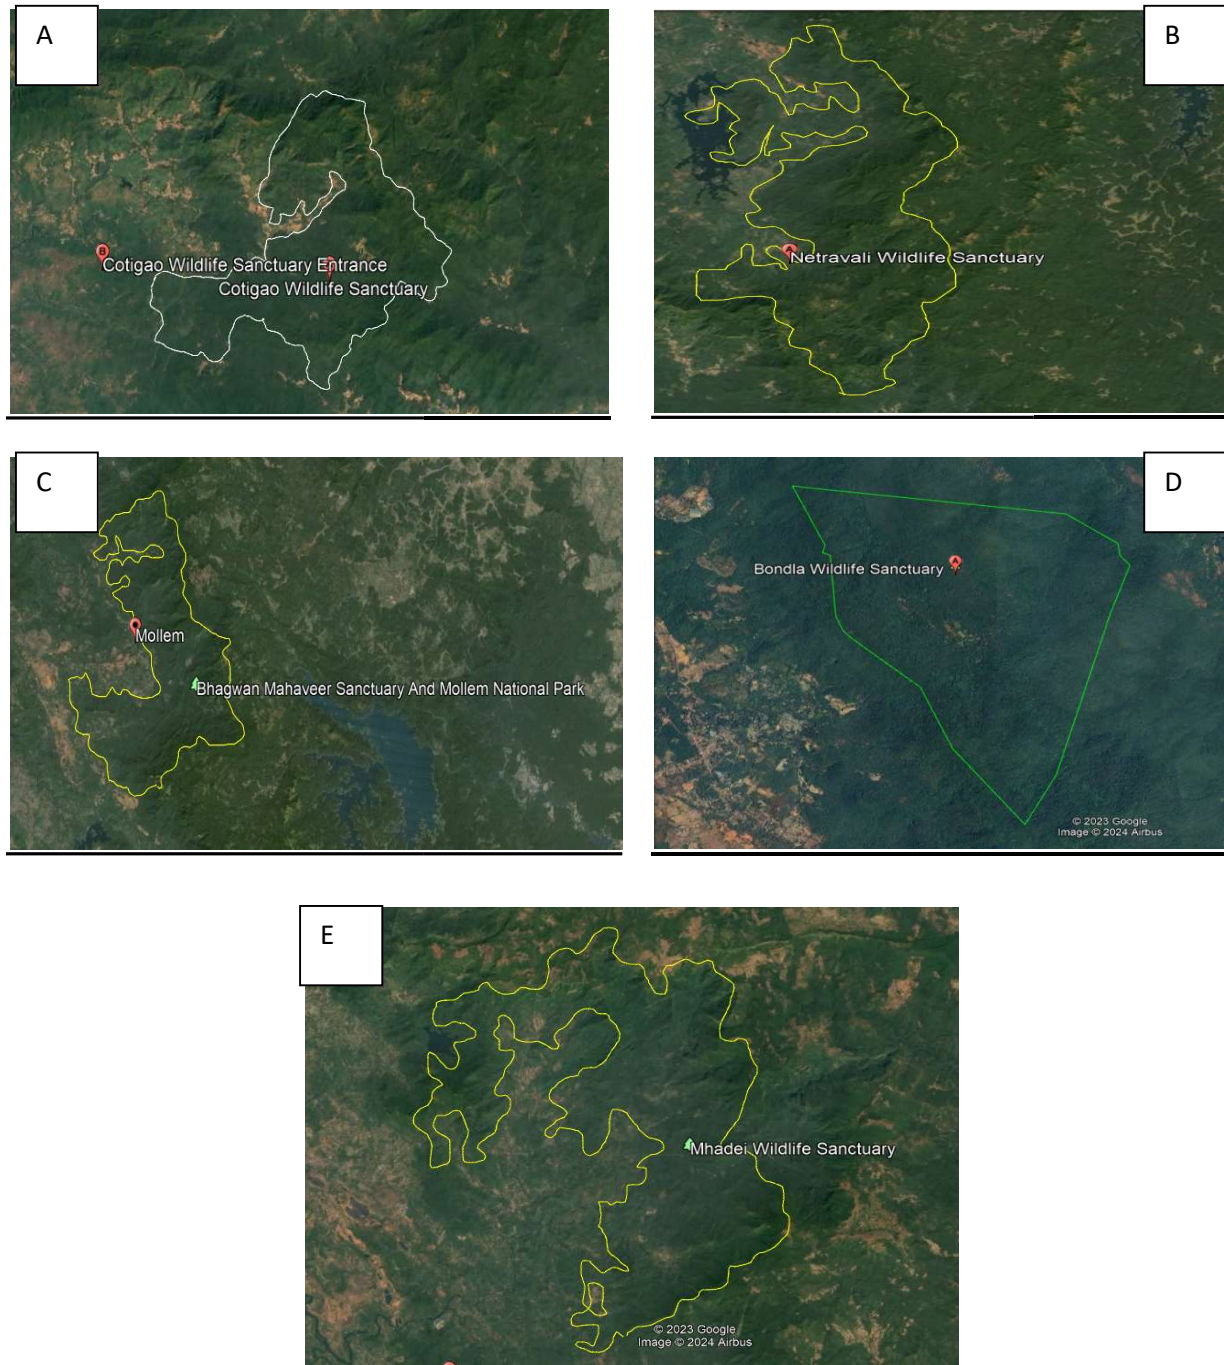 A
B
Cotigao Wildlife Sanctuary Entrance
Cotigao Wildlife Sanctuary
B
A
Netravali Wildlife Sanctuary
C
Mollem
Bhagwan Mahaveer Sanctuary And Mollem National Park
D
A
Bondla Wildlife Sanctuary
© 2023 Google
Image © 2024 Airbus
E
Mhadei Wildlife Sanctuary
© 2023 Google
Image © 2024 Airbus